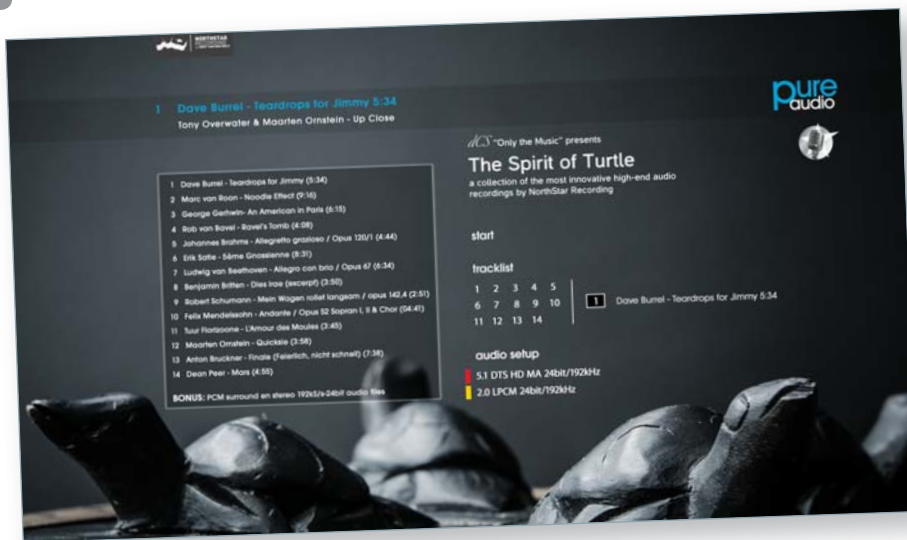 NORTHSTAR
1 Dave Burrel - Teardrops for Jimmy 5:34
Tony Overwater & Maarten Ornstein - Up Close
pure
audio
dCS "Only the Music" presents
The Spirit of Turtle
a collection of the most innovative high-end audio
recordings by NorthStar Recording
1 Dave Burrel - Teardrops for Jimmy (5:34)
2 Marc van Roon - Noodle Effect (9:16)
3 George Gerhwin- An American in Paris (6:15)
4 Rob van Bavel - Ravel's Tomb (4:08)
5 Johannes Brahms - Allegretto grazioso / Opus 120/1 (4:44)
6 Erik Satie - 5ème Gnossienne (8:31)
7 Ludwig van Beethoven - Allegro con brio / Opus 67 (6:34)
8 Benjamin Britten - Dies irae (excerpt) (3:50)
9 Robert Schumann - Mein Wagen rollet langsam / opus 142,4 (2:51)
10 Felix Mendelssohn - Andante / Opus 52 Sopran I, II & Chor (04:41)
11 Tuur Florizoone - L'Amour des Moules (3:45)
12 Maarten Ornstein - Quicksie (3:58)
13 Anton Bruckner - Finale (Feierlich, nicht schnell) (7:38)
14 Dean Peer - Mars (4:55)
BONUS: PCM surround en stereo 192kS/s-24bit audio files
start
tracklist
1 2 3 4 5
6 7 8 9 10
11 12 13 14
1 Dave Burrel - Teardrops for Jimmy 5:34
audio setup
5.1 DTS HD MA 24bit/192kHz
2.0 LPCM 24bit/192kHz